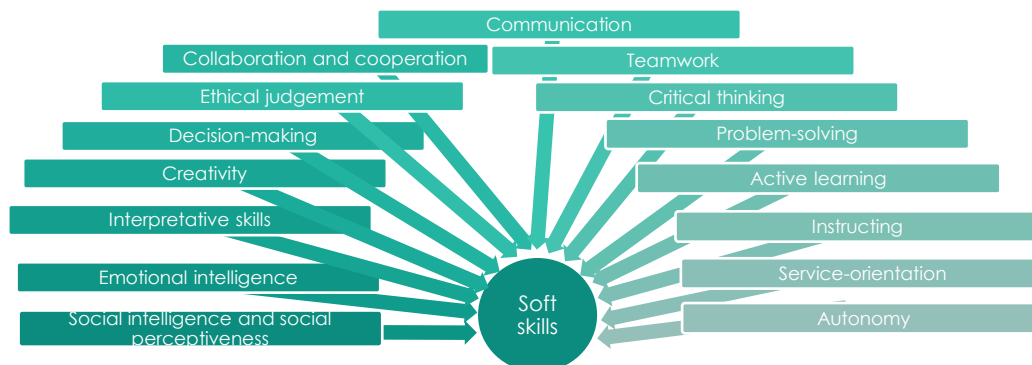 Communication
Collaboration and cooperation
Teamwork
Ethical judgement
Critical thinking
Decision-making
Problem-solving
Creativity
Active learning
Interpretative skills
Instructing
Emotional intelligence
Service-orientation
Social intelligence and social
perceptiveness
Autonomy
Soft
skills